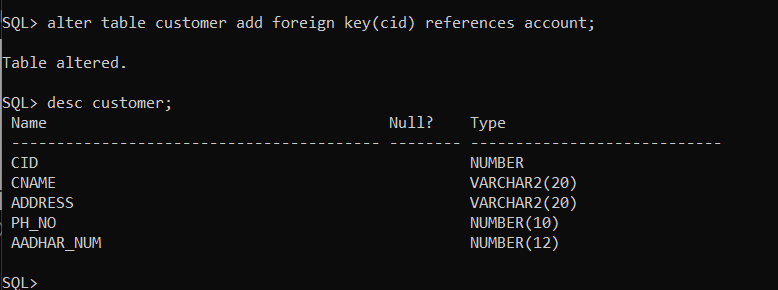 SQL> alter table customer add foreign key(cid) references account;
Table altered.
SQL> desc customer;
Name Null? Type
----------------------------------------- -------- ----------------------------
CID NUMBER
CNAME VARCHAR2(20)
ADDRESS VARCHAR2(20)
PH_NO NUMBER(10)
AADHAR_NUM NUMBER(12)
SQL>